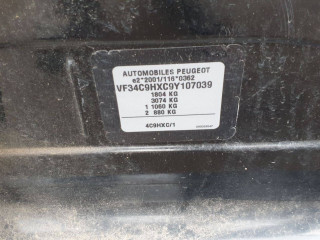 AUTOMOBILES PEUGEOT
e2*2001/116*0362
VF34C9HXC9Y107039
1804 KG
3074 KG
1 1060 KG
2 880 KG
4C9HXC/1